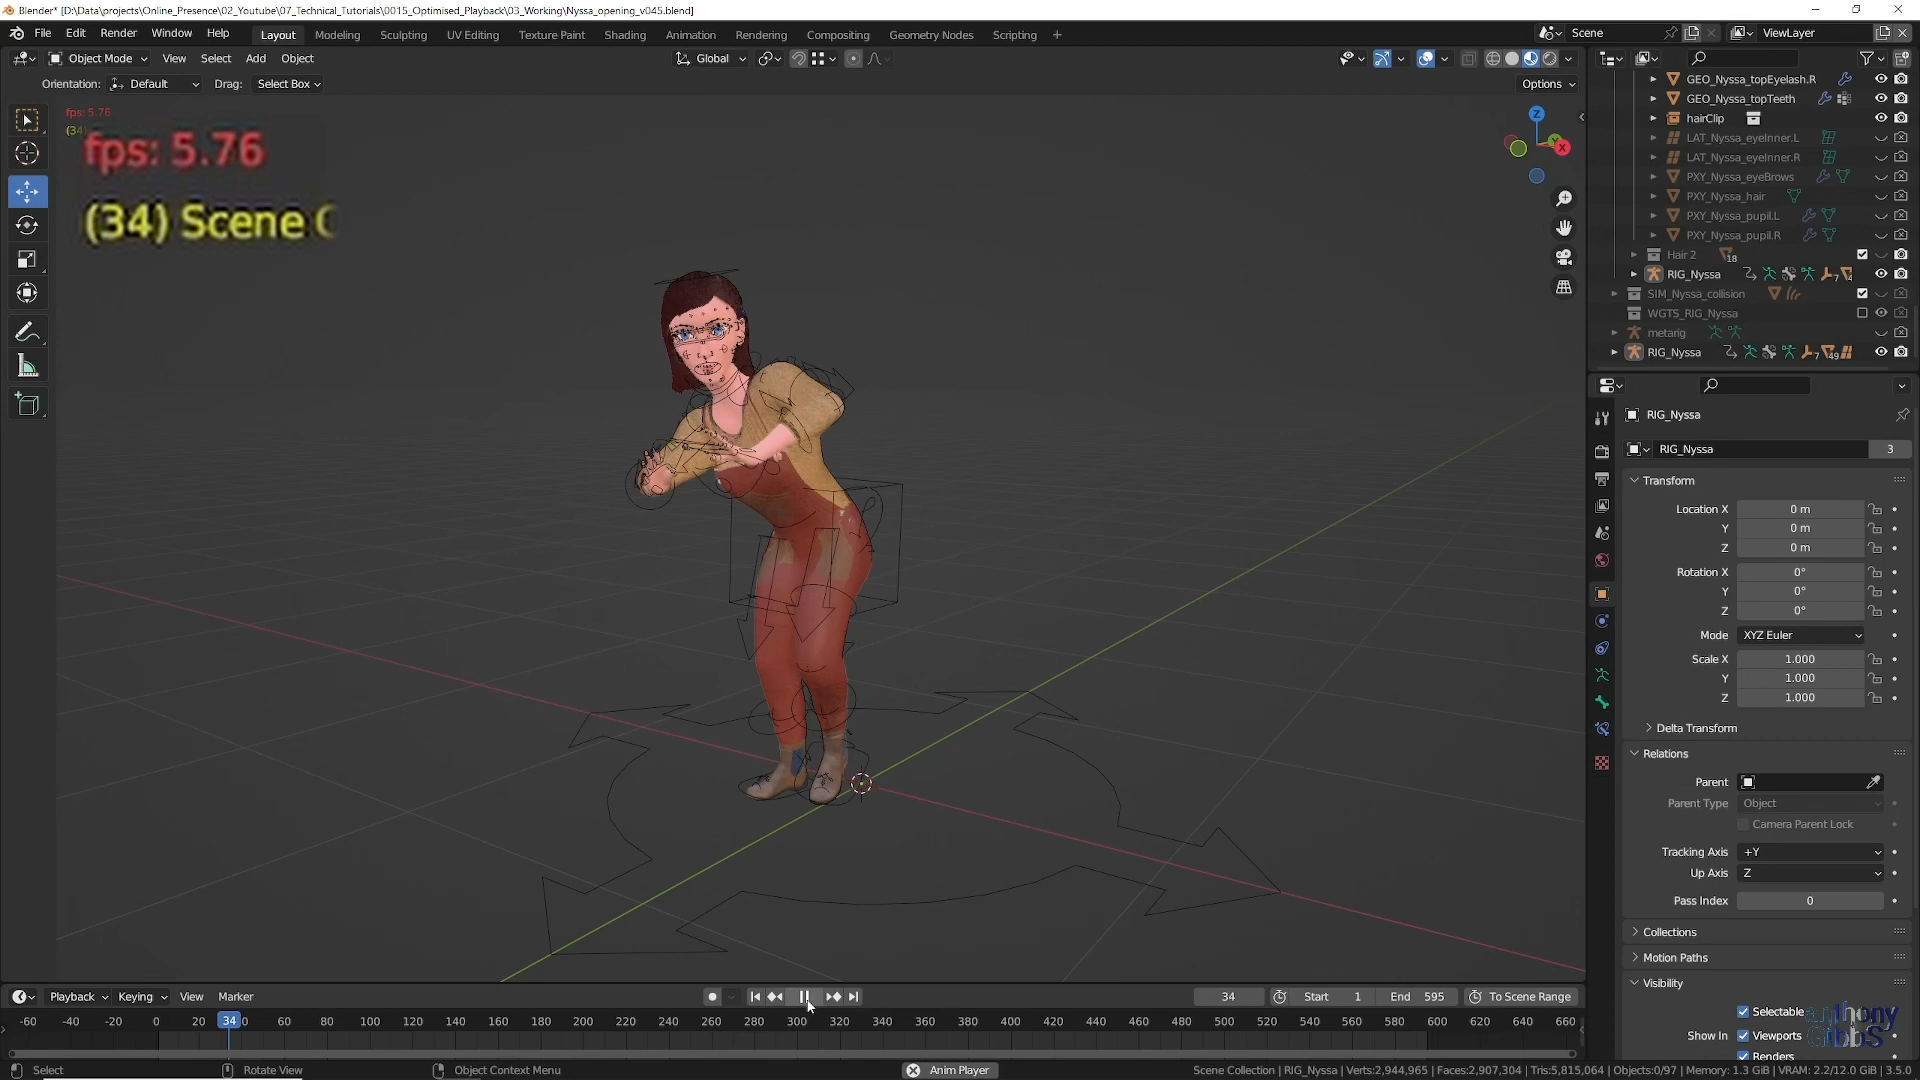 Blender* [D:\Data\projects\Online_Presence\02_Youtube\07_Technical_Tutorials\0015_Optimised_Playback\03_Working\Nyssa_opening_v045.blend]
File Edit Render Window Help Layout Modeling Sculpting UV Editing Texture Paint Shading Animation Rendering Compositing Geometry Nodes Scripting + Scene ViewLayer
Object Mode View Select Add Object Global
Orientation: Default Drag: Select Box Options
fps: 5.76
(34)
fps: 5.76
(34) Scene C
Z
X
GEO_Nyssa_topEyelash.R
GEO_Nyssa_topTeeth
hairClip
LAT_Nyssa_eyeInner.L
LAT_Nyssa_eyeInner.R
PXY_Nyssa_eyeBrows
PXY_Nyssa_hair
PXY_Nyssa_pupil.L
PXY_Nyssa_pupil.R
Hair 2 18
RIG_Nyssa 7
SIM_Nyssa_collision
WGTS_RIG_Nyssa
metarig
RIG_Nyssa 7 49
RIG_Nyssa
RIG_Nyssa 3
Transform
Location X 0 m
Y 0 m
Z 0 m
Rotation X 0°
Y 0°
Z 0°
Mode XYZ Euler
Scale X 1.000
Y 1.000
Z 1.000
Delta Transform
Relations
Parent
Parent Type Object
Camera Parent Lock
Tracking Axis +Y
Up Axis Z
Pass Index 0
Collections
Motion Paths
Visibility
Selectable
Show In Viewports
Renders
anthony
GibbS
Playback Keying View Marker 34 Start 1 End 595 To Scene Range
-60 -40 -20 0 20 34 60 80 100 120 140 160 180 200 220 240 260 280 300 320 340 360 380 400 420 440 460 480 500 520 540 560 580 600 620 640 660
Select Rotate View Object Context Menu Anim Player Scene Collection | RIG_Nyssa | Verts:2,944,965 | Faces:2,907,304 | Tris:5,815,064 | Objects:0/97 | Memory: 1.3 GiB | VRAM: 2.2/12.0 GiB | 3.5.0